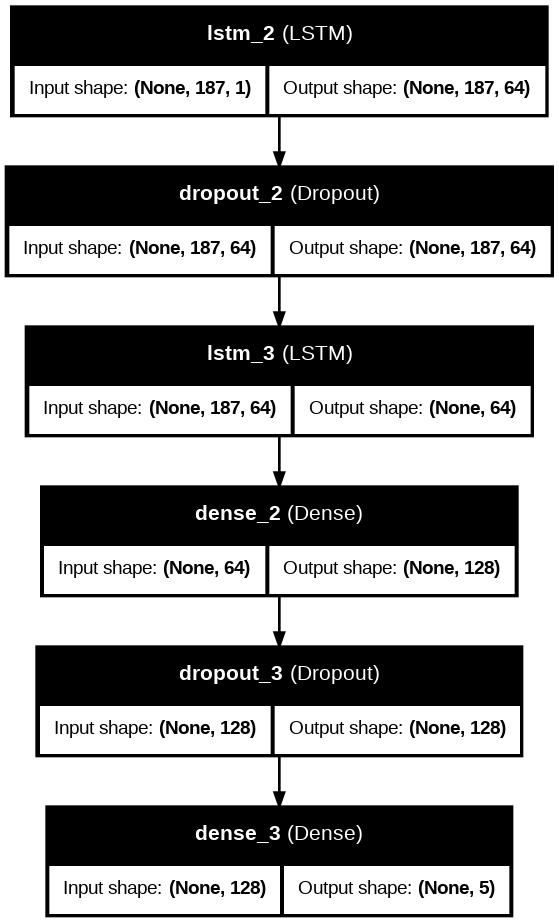 lstm_2 (LSTM)
Input shape: (None, 187, 1) Output shape: (None, 187, 64)
dropout_2 (Dropout)
Input shape: (None, 187, 64) Output shape: (None, 187, 64)
lstm_3 (LSTM)
Input shape: (None, 187, 64) Output shape: (None, 64)
dense_2 (Dense)
Input shape: (None, 64) Output shape: (None, 128)
dropout_3 (Dropout)
Input shape: (None, 128) Output shape: (None, 128)
dense_3 (Dense)
Input shape: (None, 128) Output shape: (None, 5)